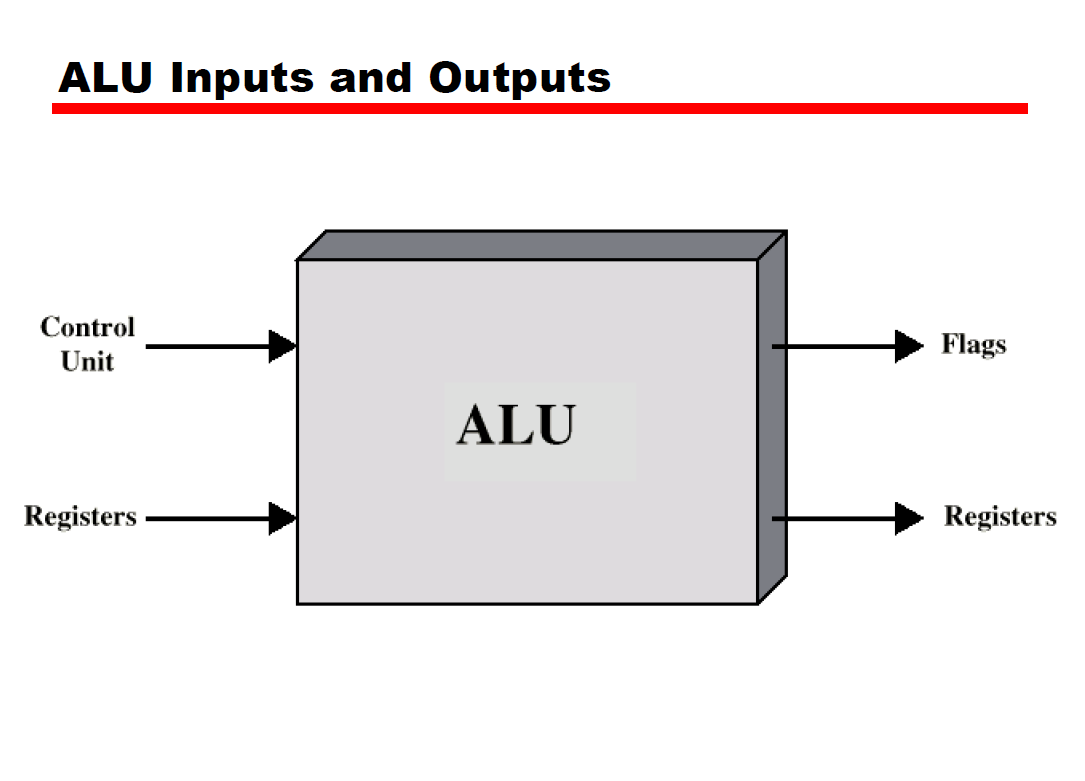 ALU Inputs and Outputs
Control
Unit
Flags
ALU
Registers
Registers